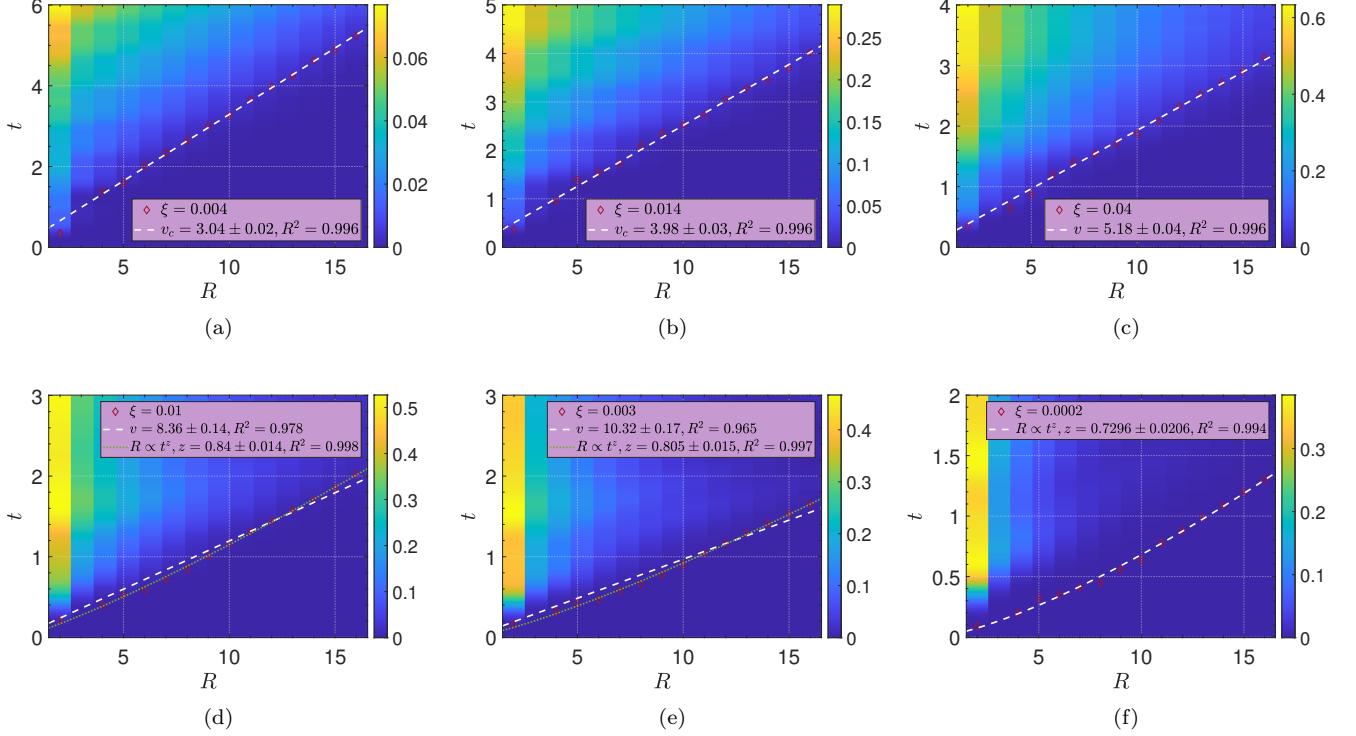 6
4
2
0
t
5
10
15
R
0.06
0.04
0.02
0
ξ = 0.004
v_c = 3.04 ± 0.02, R² = 0.996
(a)
5
4
3
2
1
0
t
5
10
15
R
0.25
0.2
0.15
0.1
0.05
0
ξ = 0.014
v_c = 3.98 ± 0.03, R² = 0.996
(b)
4
3
2
1
0
t
5
10
15
R
0.6
0.4
0.2
0
ξ = 0.04
v = 5.18 ± 0.04, R² = 0.996
(c)
3
2
1
0
t
5
10
15
R
0.5
0.4
0.3
0.2
0.1
0
ξ = 0.01
v = 8.36 ± 0.14, R² = 0.978
R ∝ t^z, z = 0.84 ± 0.014, R² = 0.998
(d)
3
2
1
0
t
5
10
15
R
0.4
0.3
0.2
0.1
0
ξ = 0.003
v = 10.32 ± 0.17, R² = 0.965
R ∝ t^z, z = 0.805 ± 0.015, R² = 0.997
(e)
2
1.5
1
0.5
0
t
5
10
15
R
0.3
0.2
0.1
0
ξ = 0.0002
R ∝ t^z, z = 0.7296 ± 0.0206, R² = 0.994
(f)